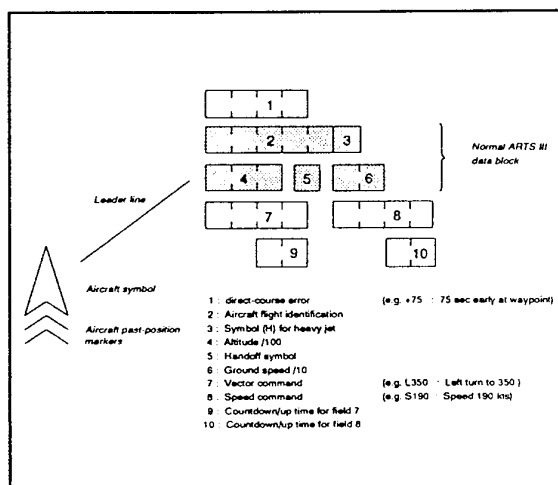 1
2 3
Normal ARTS III
data block
4 5 6
Leader line
7 8
9 10
Aircraft symbol
Aircraft past-position
markers
1 : direct-course error (e.g. +75 : 75 sec early at waypoint)
2 : Aircraft flight identification
3 : Symbol (H) for heavy jet
4 : Altitude /100
5 : Handoff symbol
6 : Ground speed /10
7 : Vector command (e.g. L350 : Left turn to 350 )
8 : Speed command (e.g. S190 : Speed 190 kts)
9 : Countdown/up time for field 7
10 : Countdown/up time for field 8